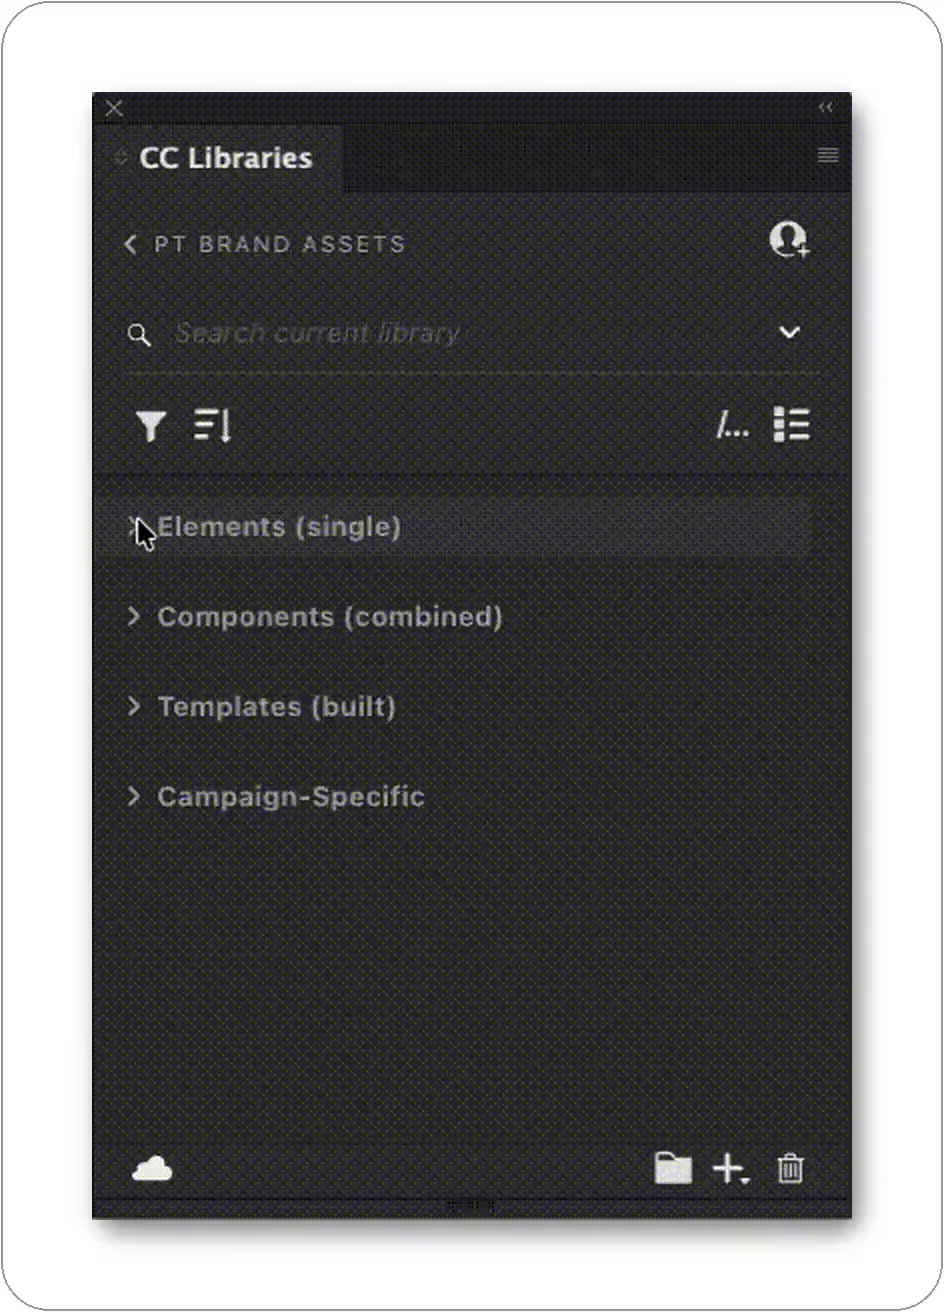 CC Libraries
PT BRAND ASSETS
Search current library
/...
Elements (single)
Components (combined)
Templates (built)
Campaign-Specific